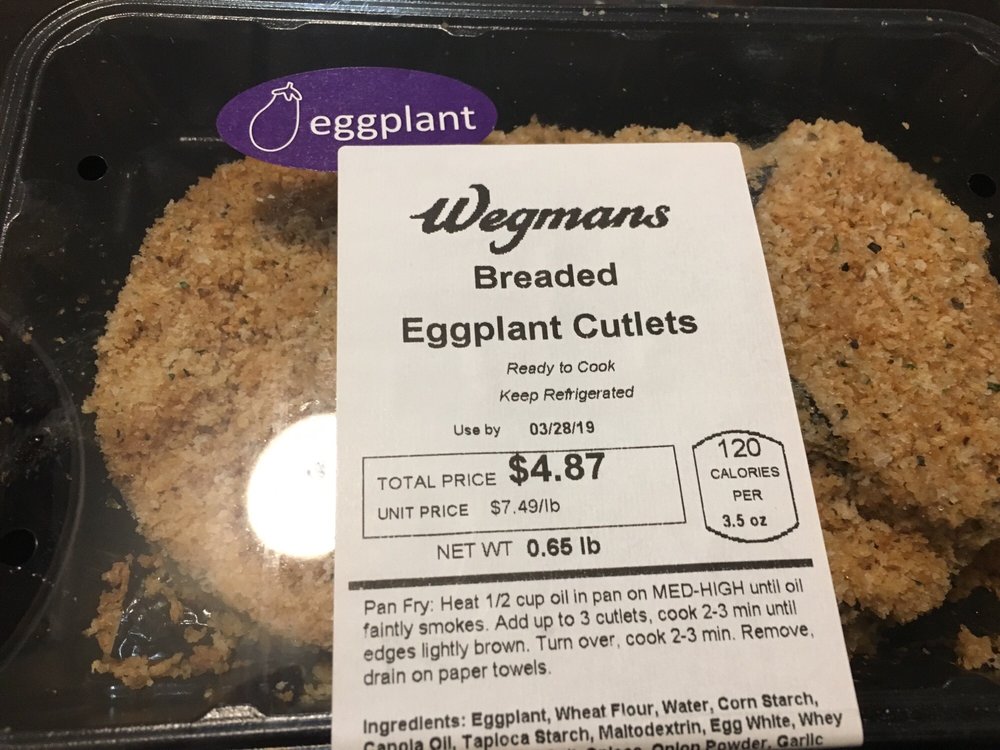 eggplant
Wegmans
Breaded
Eggplant Cutlets
Ready to Cook
Keep Refrigerated
Use by 03/28/19
TOTAL PRICE $4.87
UNIT PRICE $7.49/lb
120
CALORIES
PER
3.5 oz
NET WT 0.65 lb
Pan Fry: Heat 1/2 cup oil in pan on MED-HIGH until oil
faintly smokes. Add up to 3 cutlets, cook 2-3 min until
edges lightly brown. Turn over, cook 2-3 min. Remove,
drain on paper towels.
Ingredients: Eggplant, Wheat Flour, Water, Corn Starch,
Canola Oil, Tapioca Starch, Maltodextrin, Egg White, Whey
Onion Powder, Garlic